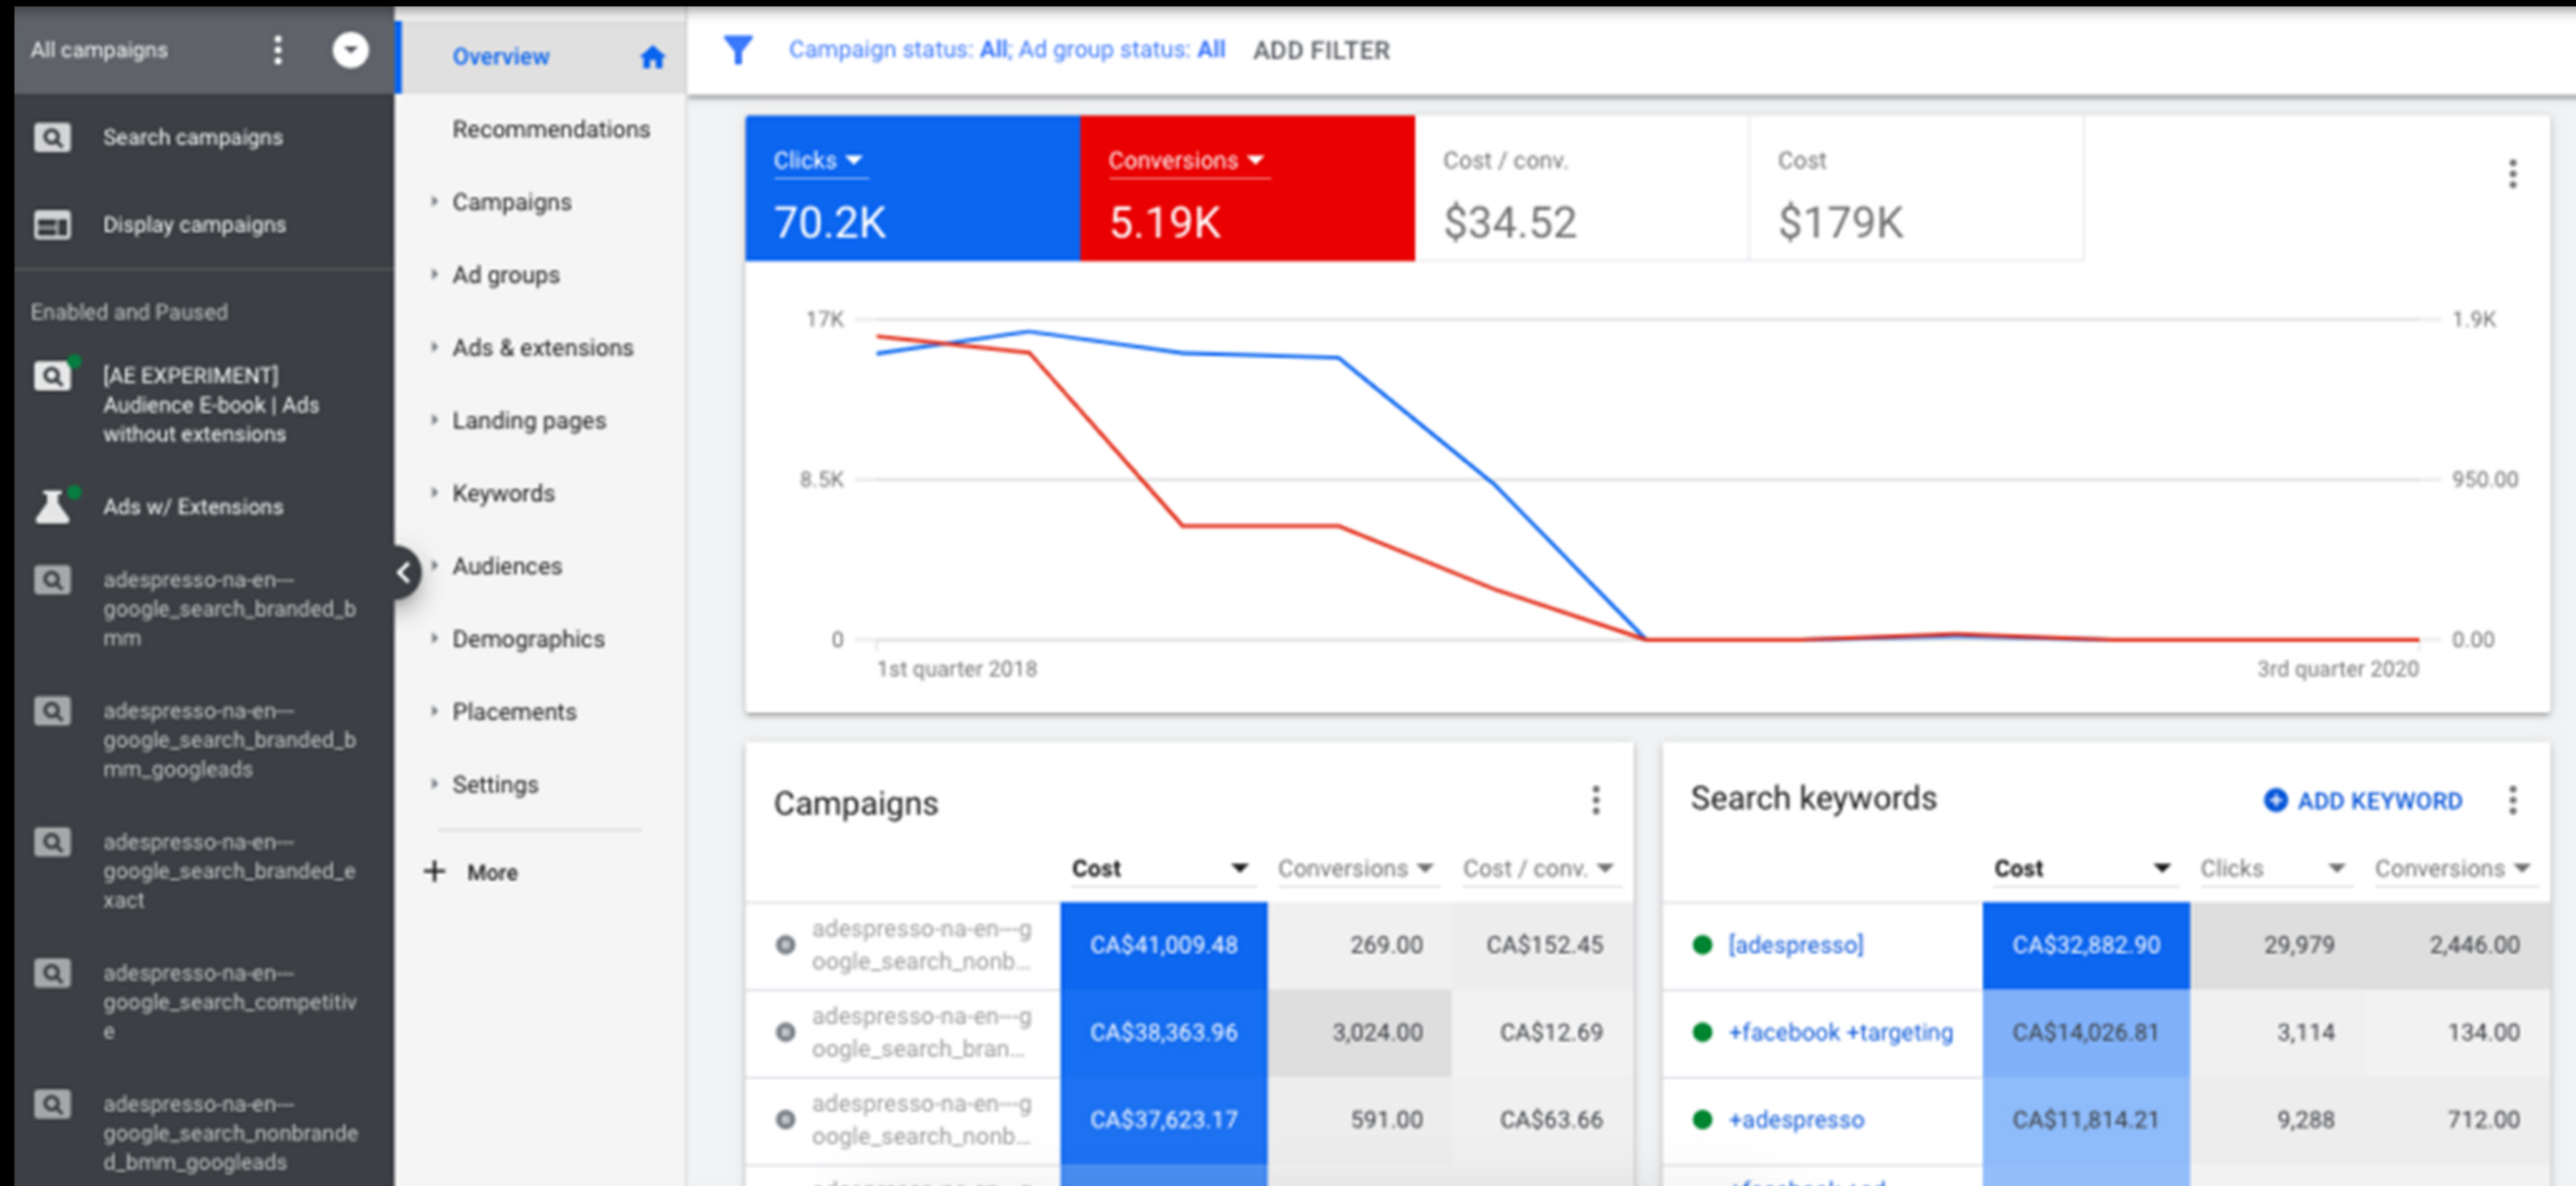 All campaigns
Search campaigns
Display campaigns
Enabled and Paused
[AE EXPERIMENT]
Audience E-book | Ads
without extensions
Ads w/ Extensions
adespresso-na-en---
google_search_branded_b
mm
adespresso-na-en---
google_search_branded_b
mm_googleads
adespresso-na-en---
google_search_branded_e
xact
adespresso-na-en---
google_search_competitiv
e
adespresso-na-en---
google_search_nonbrande
d_bmm_googleads
Overview
Recommendations
Campaigns
Ad groups
Ads & extensions
Landing pages
Keywords
Audiences
Demographics
Placements
Settings
+ More
Campaign status: All; Ad group status: All ADD FILTER
Clicks Conversions Cost / conv. Cost
70.2K 5.19K $34.52 $179K
17K 1.9K
8.5K 950.00
0 0.00
1st quarter 2018 3rd quarter 2020
Campaigns
Cost Conversions Cost / conv.
adespresso-na-en---g
oogle_search_nonb...
CA$41,009.48 269.00 CA$152.45
adespresso-na-en---g
oogle_search_bran...
CA$38,363.96 3,024.00 CA$12.69
adespresso-na-en---g
oogle_search_nonb...
CA$37,623.17 591.00 CA$63.66
Search keywords ADD KEYWORD
Cost Clicks Conversions
[adespresso] CA$32,882.90 29,979 2,446.00
+facebook +targeting CA$14,026.81 3,114 134.00
+adespresso CA$11,814.21 9,288 712.00